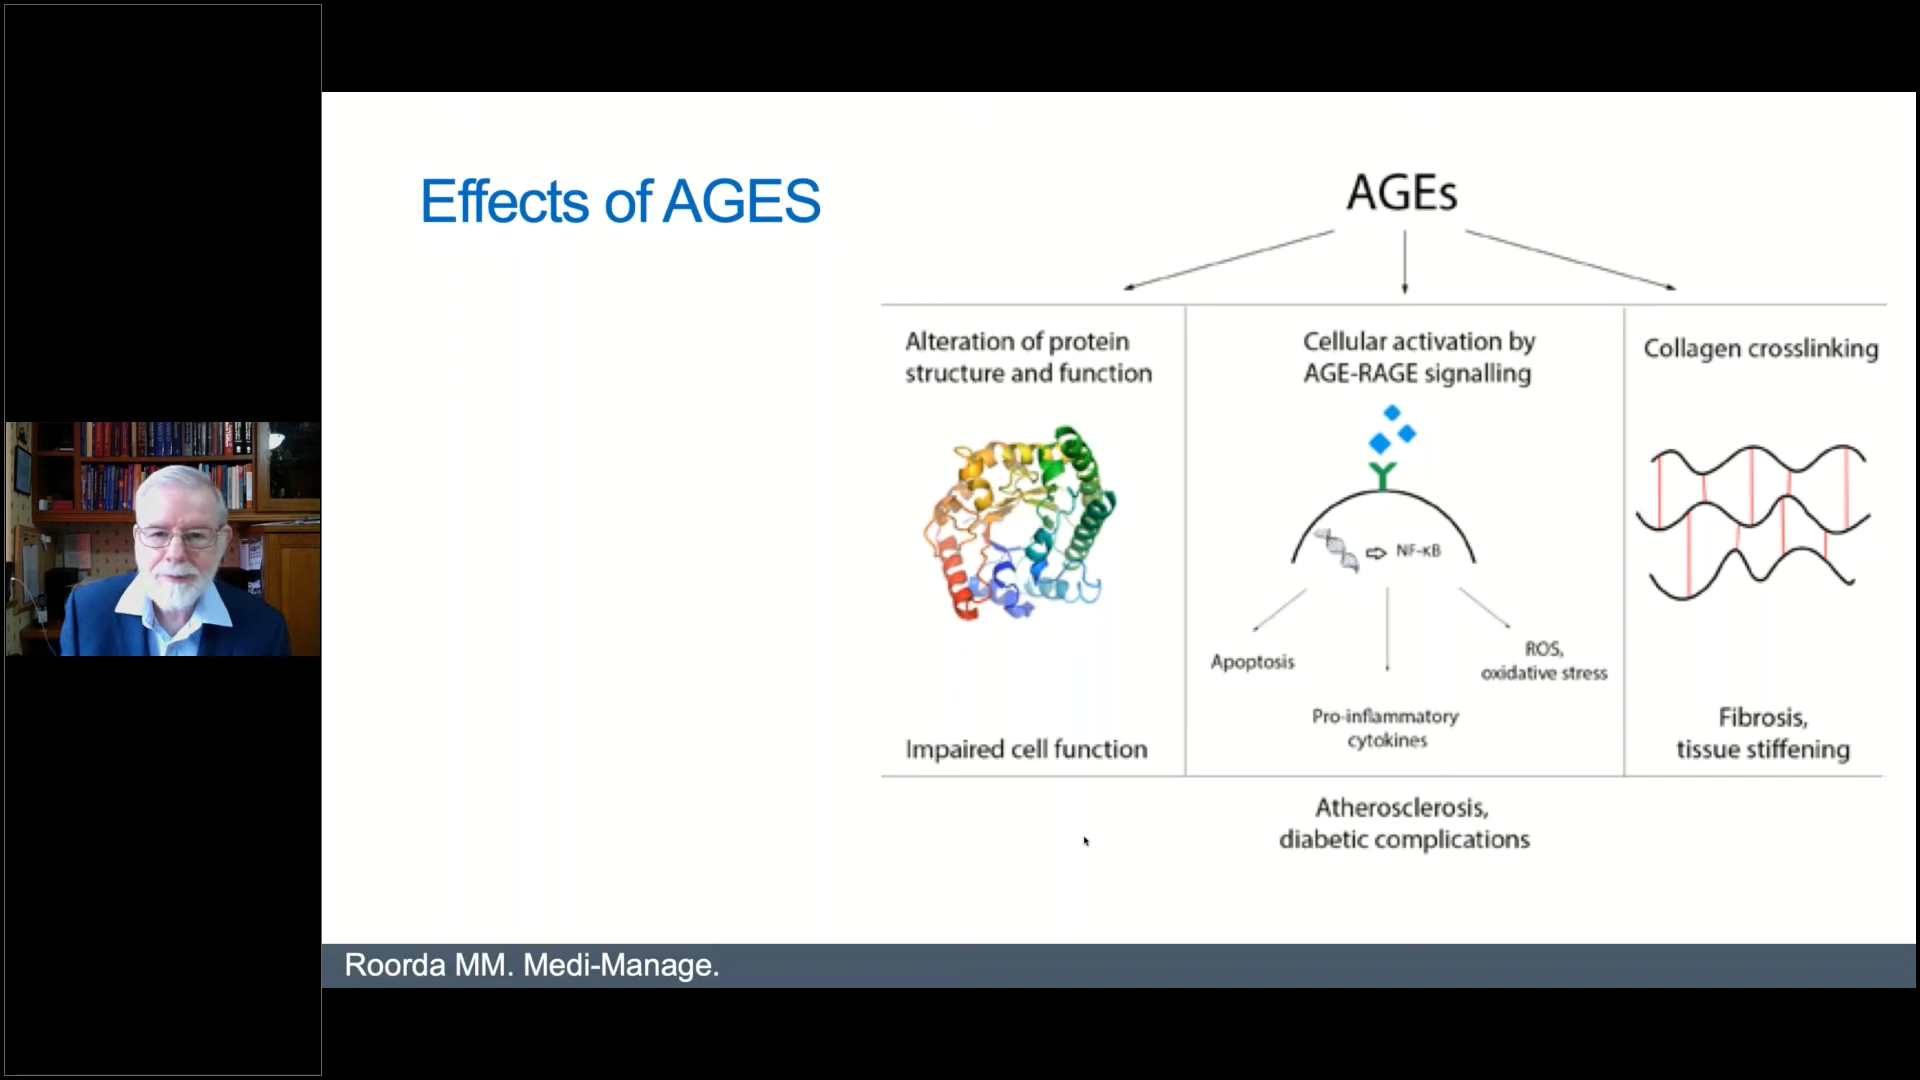 Effects of AGES
AGEs
Alteration of protein
structure and function
Impaired cell function
Cellular activation by
AGE-RAGE signalling
NF-κB
Apoptosis
Pro-inflammatory
cytokines
ROS,
oxidative stress
Collagen crosslinking
Fibrosis,
tissue stiffening
Atherosclerosis,
diabetic complications
Roorda MM. Medi-Manage.